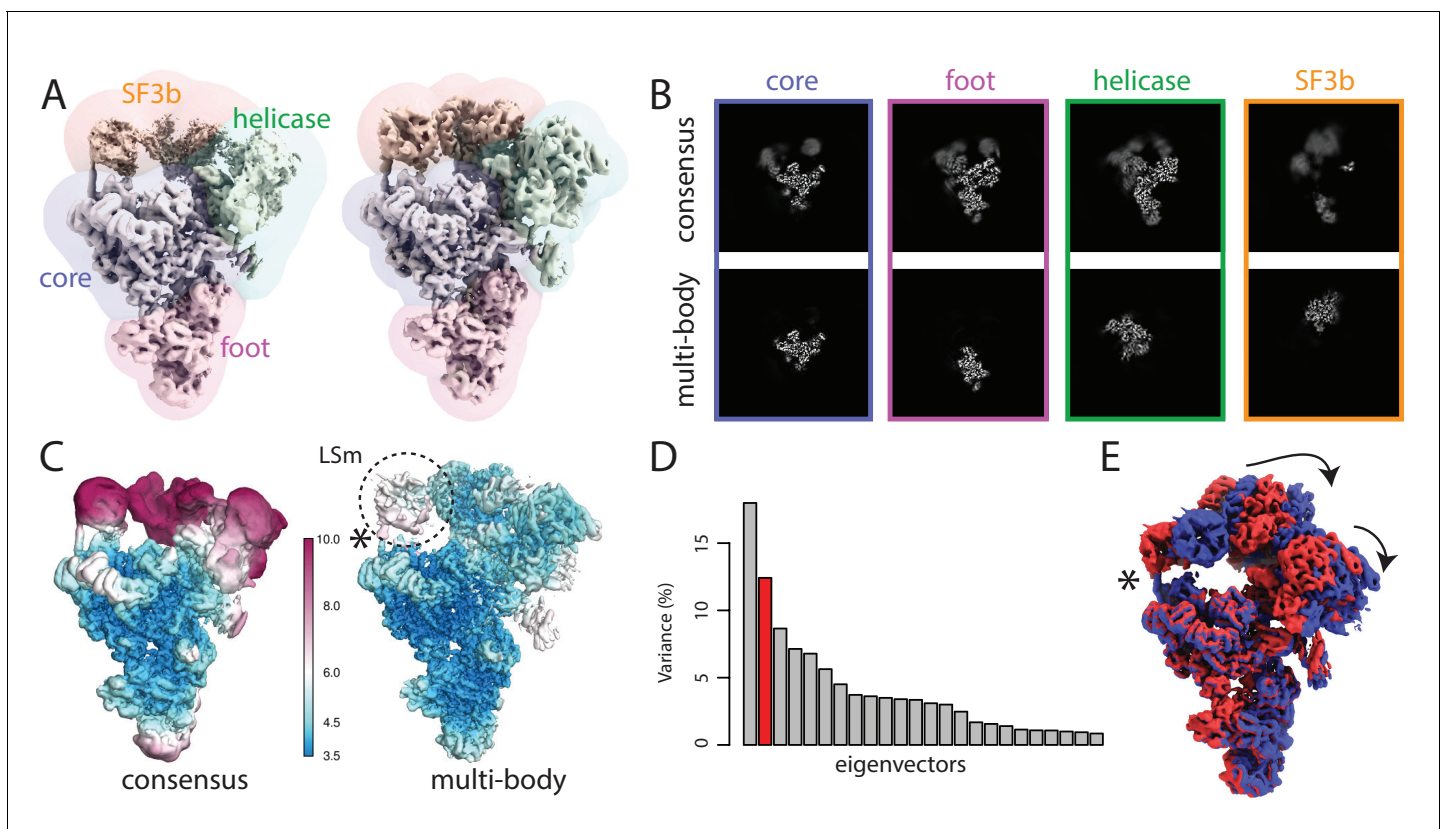 A
SF3b
helicase
core
foot
B
core
foot
helicase
SF3b
consensus
multi-body
C
LSm
*
10.0
8.0
6.0
4.5
3.5
consensus
multi-body
D
Variance (%)
15
10
5
0
eigenvectors
E
*